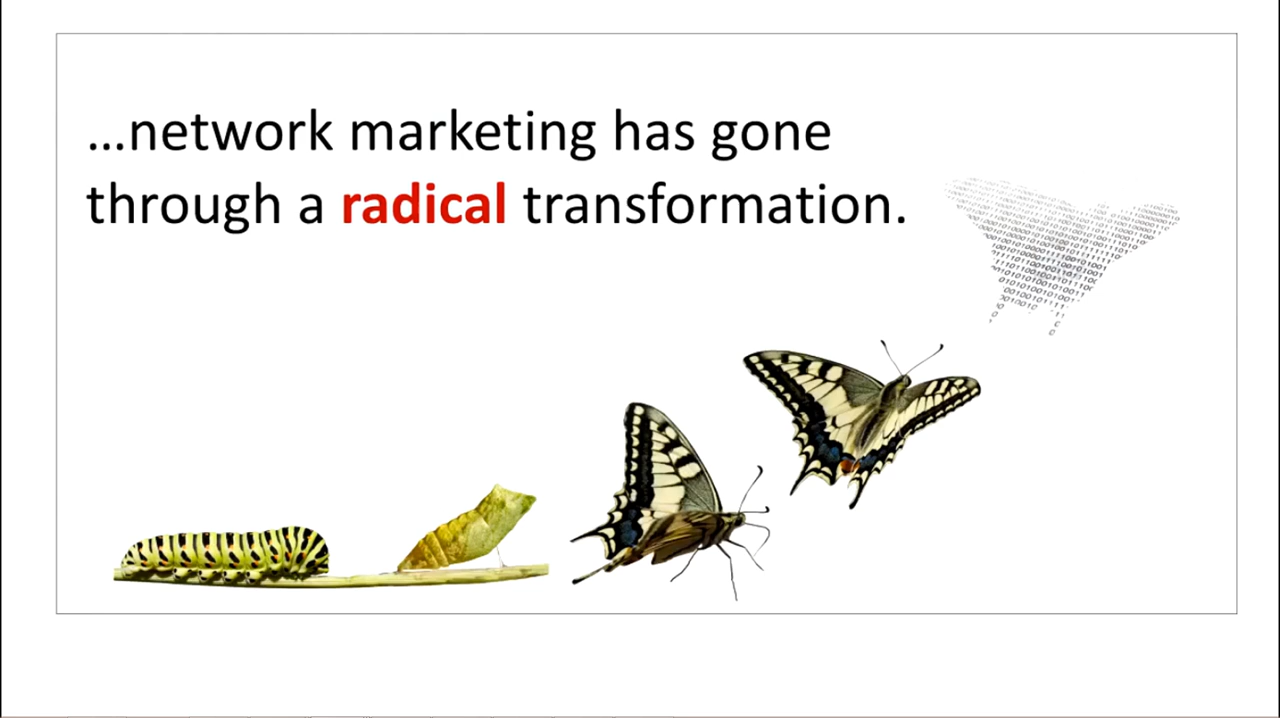 ...network marketing has gone
through a radical transformation.